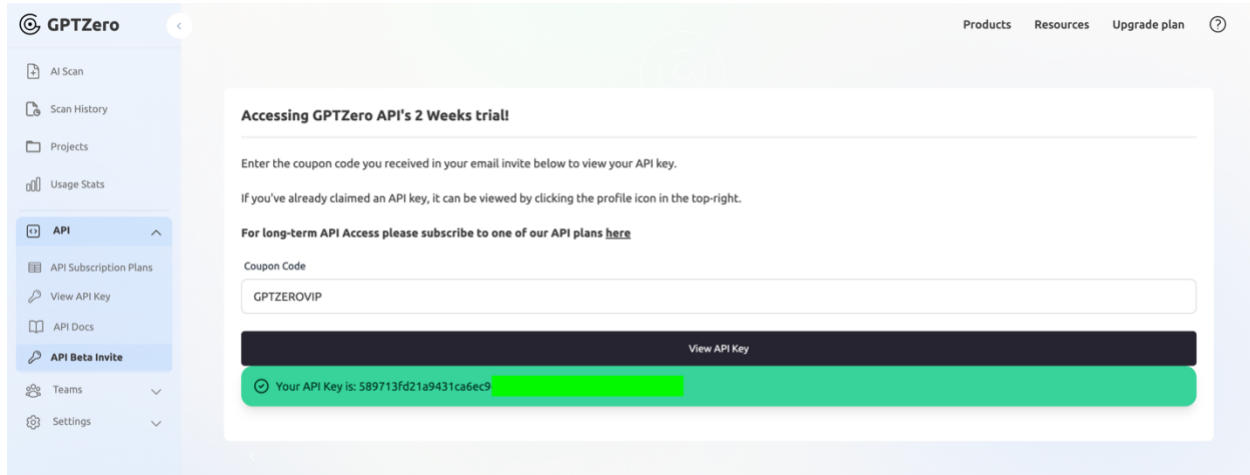 GPTZero
Products Resources Upgrade plan ?
AI Scan
Scan History
Projects
Usage Stats
API
API Subscription Plans
View API Key
API Docs
API Beta Invite
Teams
Settings
Accessing GPTZero API's 2 Weeks trial!
Enter the coupon code you received in your email invite below to view your API key.
If you've already claimed an API key, it can be viewed by clicking the profile icon in the top-right.
For long-term API Access please subscribe to one of our API plans here
Coupon Code
GPTZEROVIP
View API Key
Your API Key is: 589713fd21a9431ca6ec9